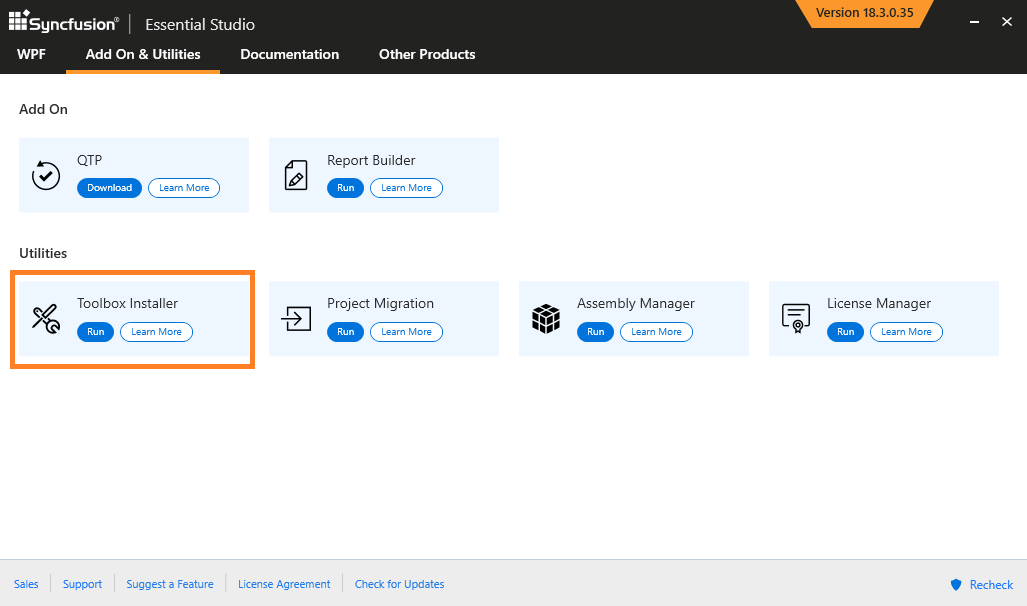 Syncfusion® Essential Studio
Version 18.3.0.35
WPF Add On & Utilities Documentation Other Products
Add On
QTP
Download Learn More
Report Builder
Run Learn More
Utilities
Toolbox Installer
Run Learn More
Project Migration
Run Learn More
Assembly Manager
Run Learn More
License Manager
Run Learn More
Sales Support Suggest a Feature License Agreement Check for Updates Recheck